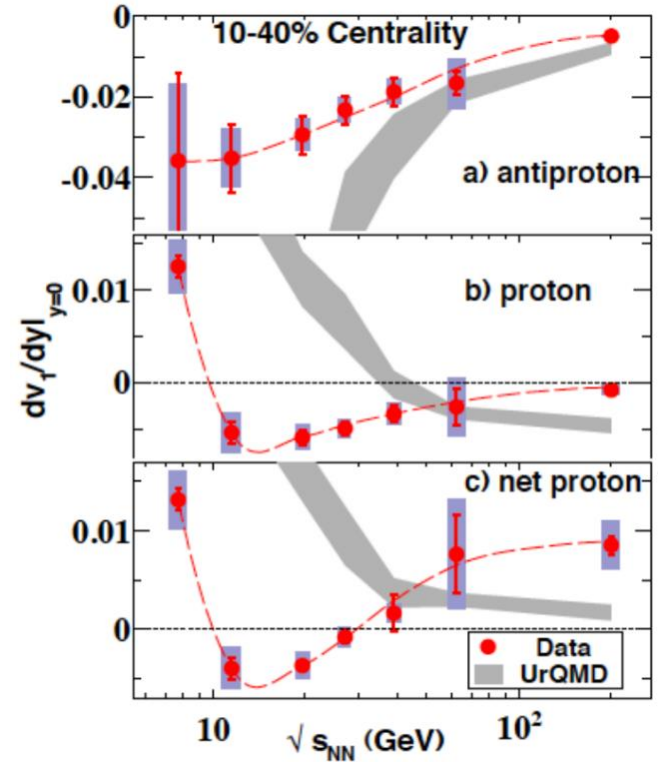 0
10-40% Centrality
-0.02
-0.04
a) antiproton
0.01
b) proton
0
dv₁/dy|y=0
c) net proton
0.01
0
Data
UrQMD
10
√ sNN (GeV)
10²